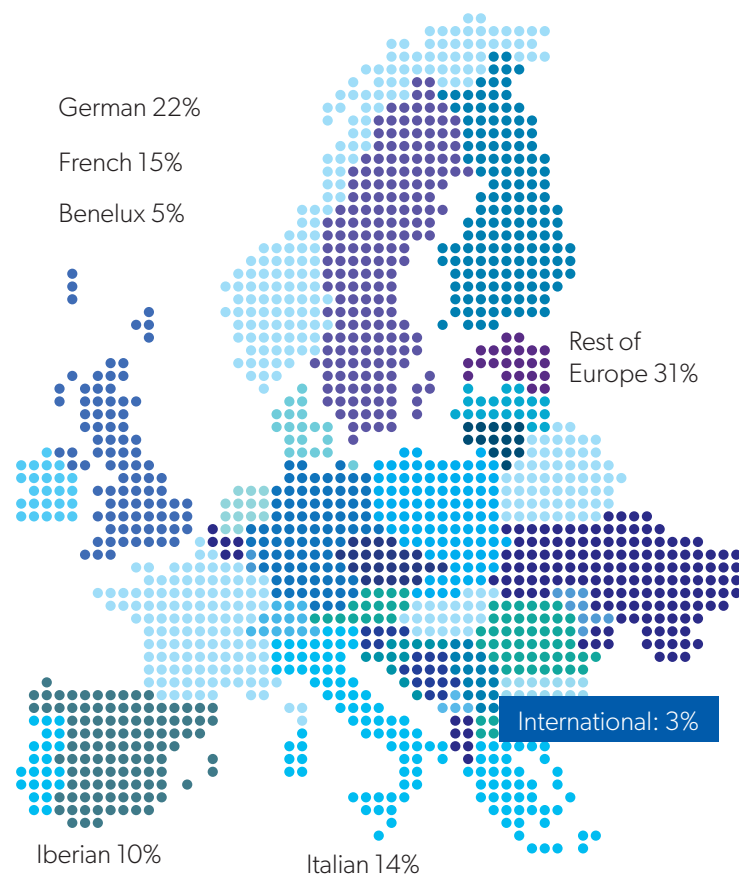 German 22%
French 15%
Benelux 5%
Rest of
Europe 31%
International: 3%
Iberian 10%
Italian 14%